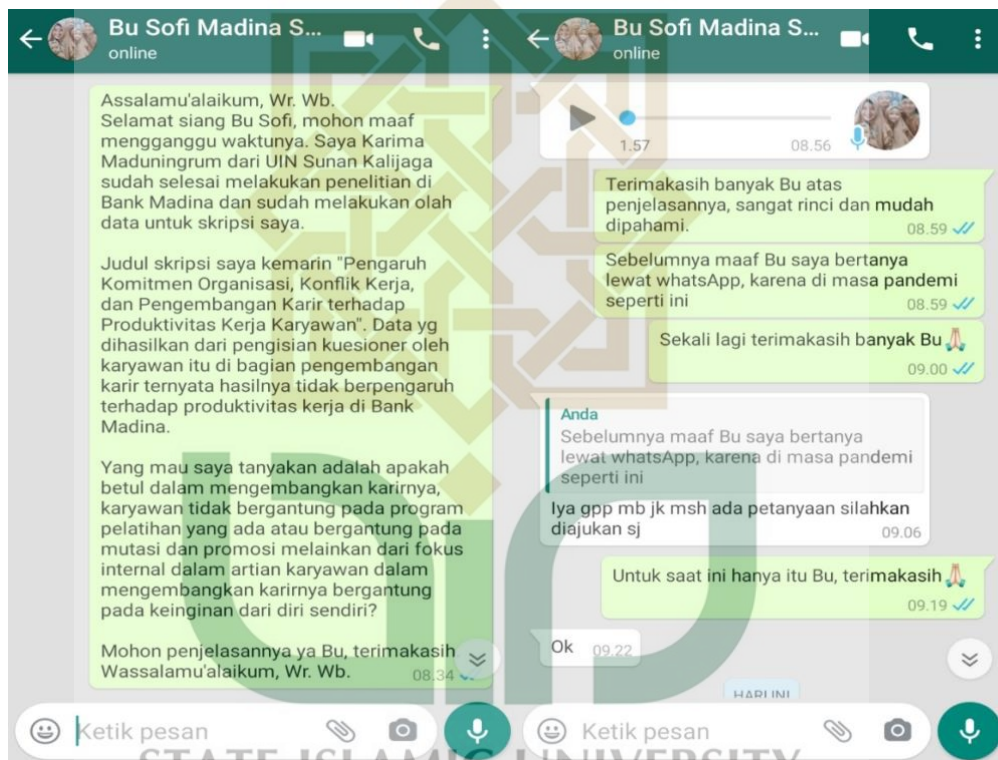 Bu Sofi Madina S...
online
Assalamu'alaikum, Wr. Wb.
Selamat siang Bu Sofi, mohon maaf
mengganggu waktunya. Saya Karima
Maduningrum dari UIN Sunan Kalijaga
sudah selesai melakukan penelitian di
Bank Madina dan sudah melakukan olah
data untuk skripsi saya.
Judul skripsi saya kemarin "Pengaruh
Komitmen Organisasi, Konflik Kerja,
dan Pengembangan Karir terhadap
Produktivitas Kerja Karyawan". Data yg
dihasilkan dari pengisian kuesioner oleh
karyawan itu di bagian pengembangan
karir ternyata hasilnya tidak berpengaruh
terhadap produktivitas kerja di Bank
Madina.
Yang mau saya tanyakan adalah apakah
betul dalam mengembangkan karirnya,
karyawan tidak bergantung pada program
pelatihan yang ada atau bergantung pada
mutasi dan promosi melainkan dari fokus
internal dalam artian karyawan dalam
mengembangkan karirnya bergantung
pada keinginan dari diri sendiri?
Mohon penjelasannya ya Bu, terimakasih
Wassalamu'alaikum, Wr. Wb.
08.34
Ketik pesan
Bu Sofi Madina S...
online
1.57 08.56
Terimakasih banyak Bu atas
penjelasannya, sangat rinci dan mudah
dipahami.
08.59
Sebelumnya maaf Bu saya bertanya
lewat whatsApp, karena di masa pandemi
seperti ini
08.59
Sekali lagi terimakasih banyak Bu🙏
09.00
Anda
Sebelumnya maaf Bu saya bertanya
lewat whatsApp, karena di masa pandemi
seperti ini
Iya gpp mb jk msh ada petanyaan silahkan
diajukan sj
09.06
Untuk saat ini hanya itu Bu, terimakasih🙏
09.19
Ok 09.22
HARI INI
Ketik pesan
STATE ISLAMIC UNIVERSITY